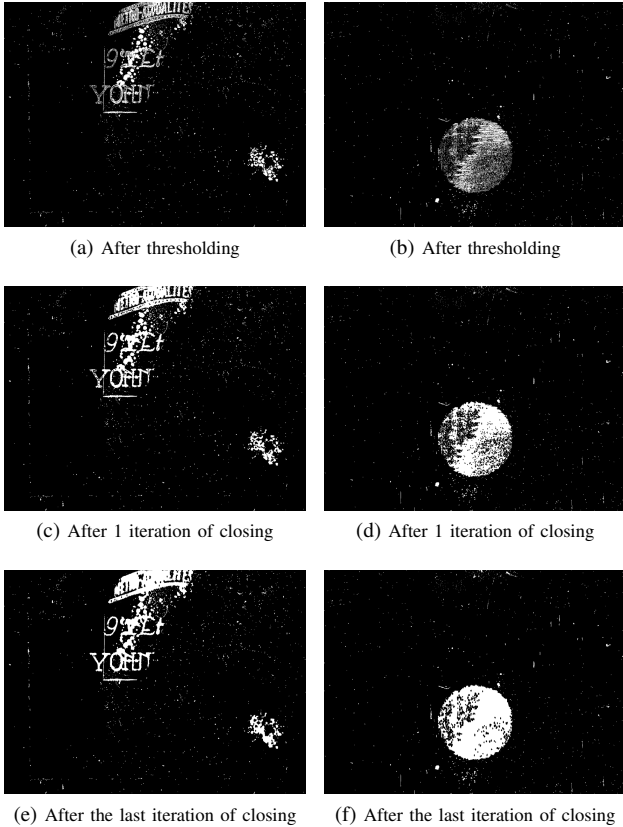 (a) After thresholding
(b) After thresholding
(c) After 1 iteration of closing
(d) After 1 iteration of closing
(e) After the last iteration of closing
(f) After the last iteration of closing